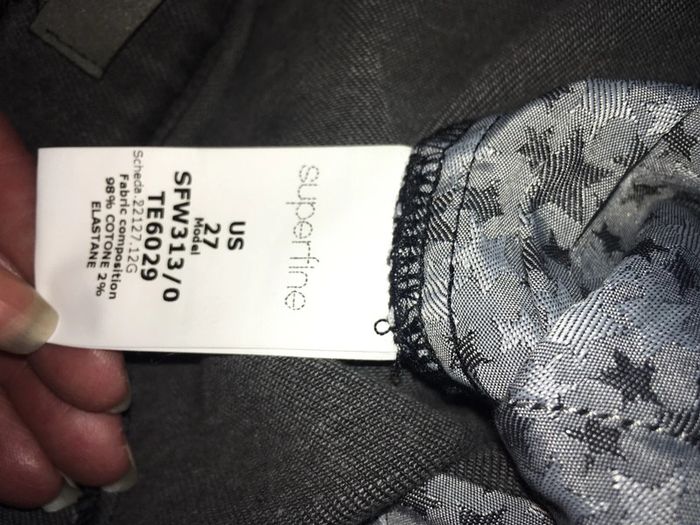 superfine
US
27
Model
SFW313/0
TE6029
Scheda.22127.12G
Fabric composition
98% COTONE 2%
ELASTANE